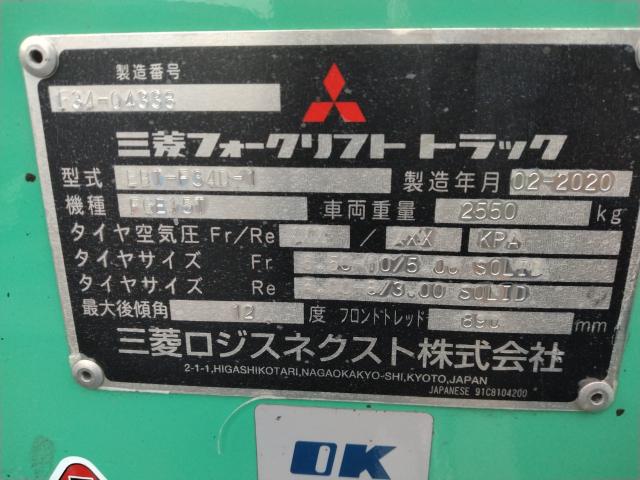 製造番号
F34-04338
三菱フォークリフト トラック
型式 製造年月 02-2020
機種 車両重量 2550 kg
タイヤ空気圧 Fr/Re / XXX KPA
タイヤサイズ Fr SOLID
タイヤサイズ Re SOLID
最大後傾角 12 度 フロントトレッド 890 mm
三菱ロジスネクスト株式会社
2-1-1,HIGASHIKOTARI,NAGAOKAKYO-SHI,KYOTO,JAPAN
JAPANESE 91C8104200
OK